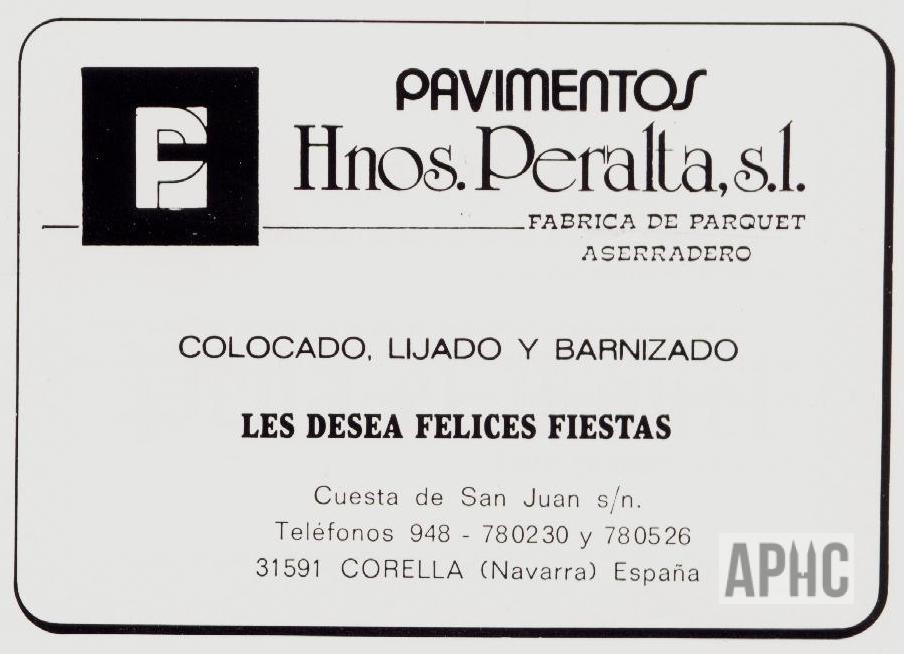 PAVIMENTOS
Hnos. Peralta, s.l.
FABRICA DE PARQUET
ASERRADERO
COLOCADO, LIJADO Y BARNIZADO
LES DESEA FELICES FIESTAS
Cuesta de San Juan s/n.
Teléfonos 948 - 780230 y 780526
31591 CORELLA (Navarra) España
APHC